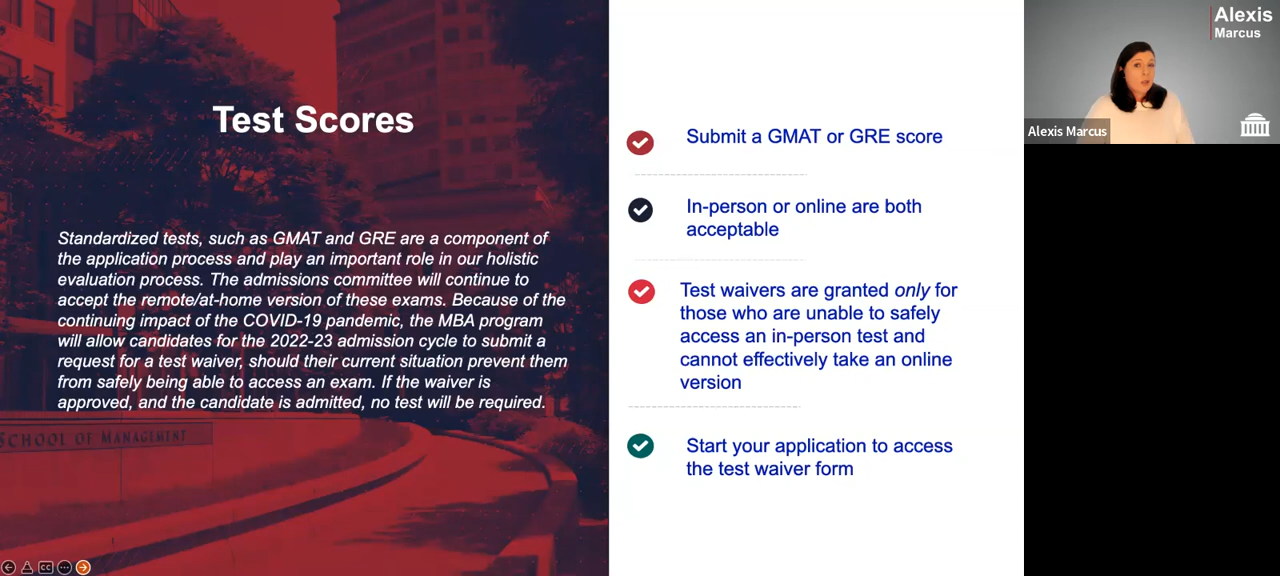 Test Scores
Standardized tests, such as GMAT and GRE are a component of
the application process and play an important role in our holistic
evaluation process. The admissions committee will continue to
accept the remote/at-home version of these exams. Because of the
continuing impact of the COVID-19 pandemic, the MBA program
will allow candidates for the 2022-23 admission cycle to submit a
request for a test waiver, should their current situation prevent them
from safely being able to access an exam. If the waiver is
approved, and the candidate is admitted, no test will be required.
SCHOOL OF MANAGEMENT
CC
Submit a GMAT or GRE score
In-person or online are both
acceptable
Test waivers are granted only for
those who are unable to safely
access an in-person test and
cannot effectively take an online
version
Start your application to access
the test waiver form
Alexis
Marcus
Alexis Marcus